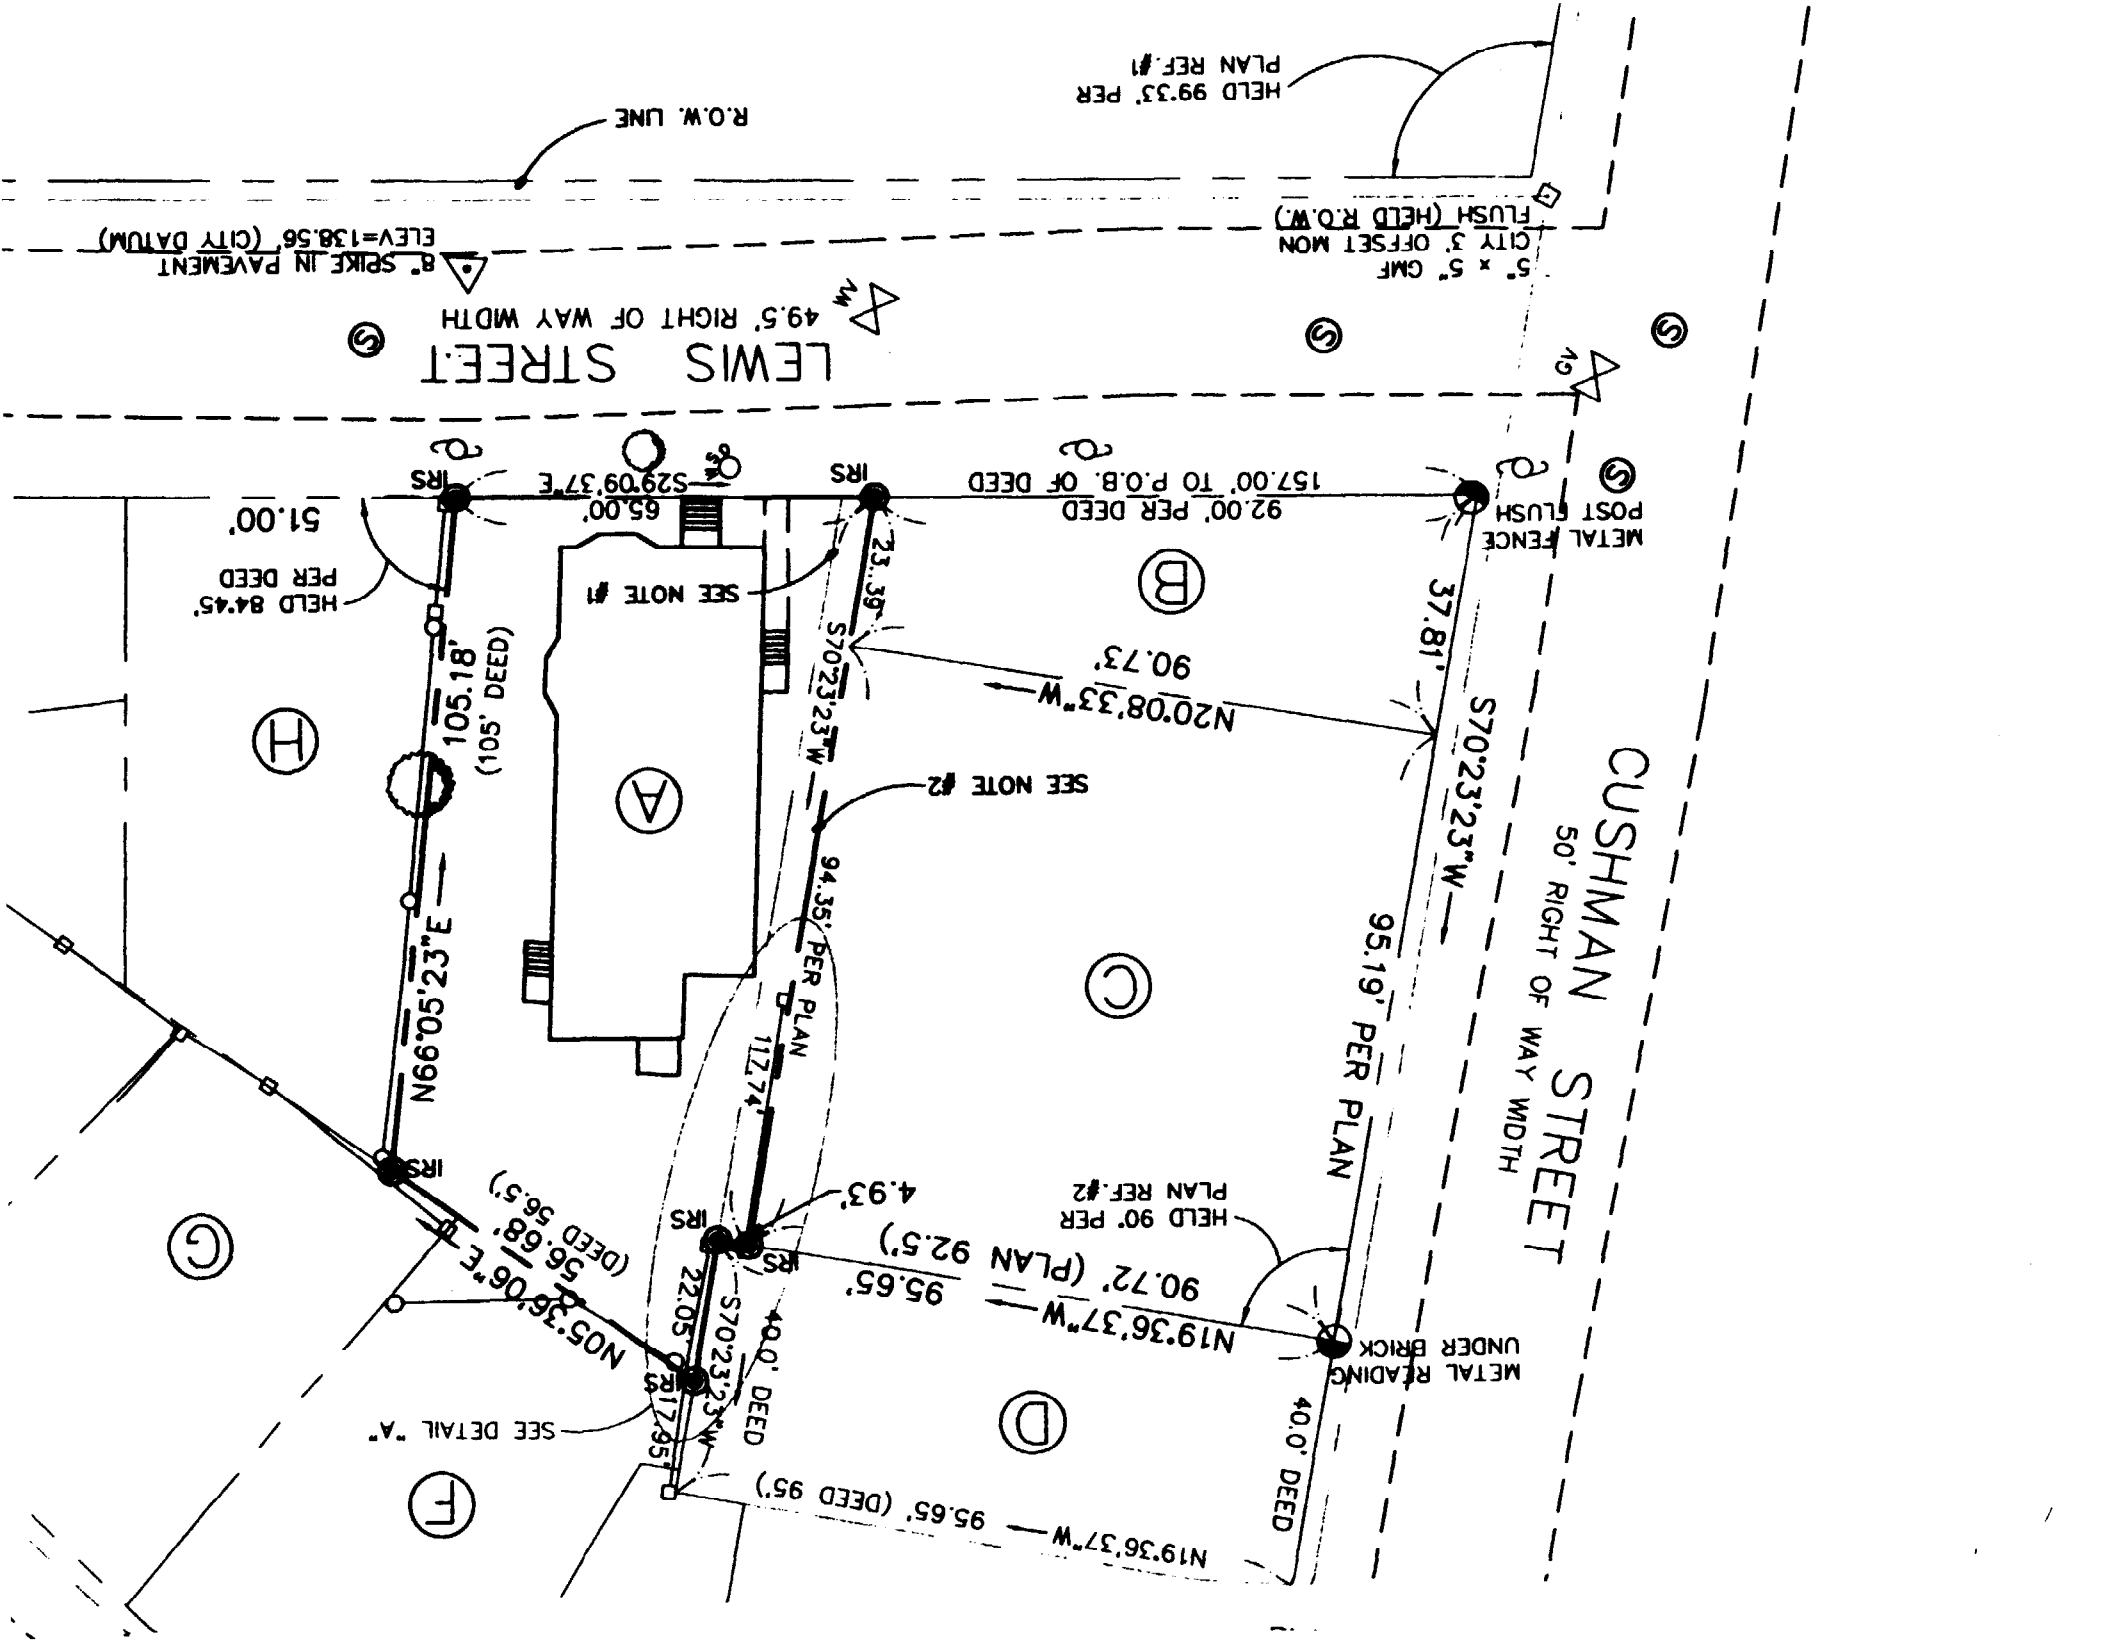 HELD 99°33' PER
PLAN REF.#1
R.O.W. LINE
5" x 5" GMF
CITY 3' OFFSET MON
FLUSH (HELD R.O.W.)
8" SPIKE IN PAVEMENT
ELEV=138.56' (CITY DATUM)
LEWIS STREET
49.5' RIGHT OF WAY WIDTH
WV
GV
S
S
S
S
IRS
IRS
S29°09'37"E
65.00'
92.00' PER DEED
157.00' TO P.O.B. OF DEED
METAL FENCE
POST FLUSH
51.00'
HELD 84°45'
PER DEED
SEE NOTE #1
23.39'
B
37.81'
S70°23'23"W
N20°08'33"W
90.73'
105.18'
(105' DEED)
H
A
SEE NOTE #2
S70°23'23"W
CUSHMAN STREET
50' RIGHT OF WAY WIDTH
94.35' PER PLAN
95.19' PER PLAN
N66°05'23"E
C
117.74'
IRS
4.93'
IRS
IRS
HELD 90° PER
PLAN REF.#2
90.72' (PLAN 92.5')
95.65'
N19°36'37"W
METAL READING
UNDER BRICK
(DEED 56.5')
56.68'
N05°36'06"E
G
22.05'
S70°23'23"W
40.0' DEED
IRS
17.95'
SEE DETAIL "A"
D
40.0' DEED
F
95.65' (DEED 95')
N19°36'37"W